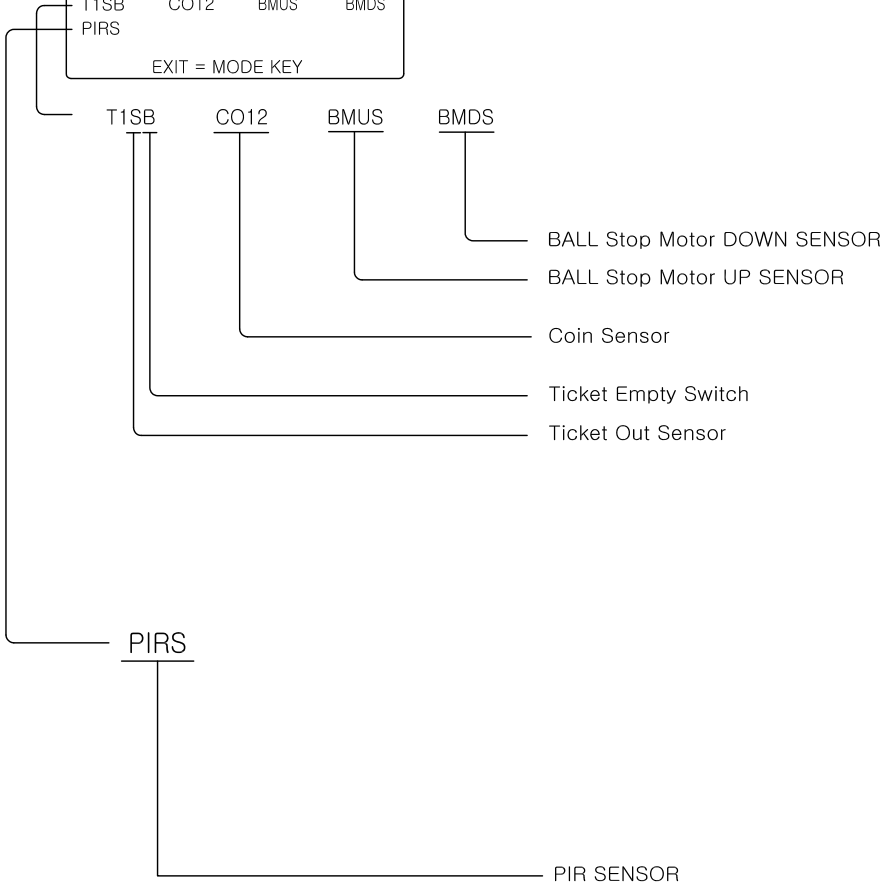 T1SB CO12 BMUS BMDS
PIRS
EXIT = MODE KEY
T1SB CO12 BMUS BMDS
BALL Stop Motor DOWN SENSOR
BALL Stop Motor UP SENSOR
Coin Sensor
Ticket Empty Switch
Ticket Out Sensor
PIRS
PIR SENSOR